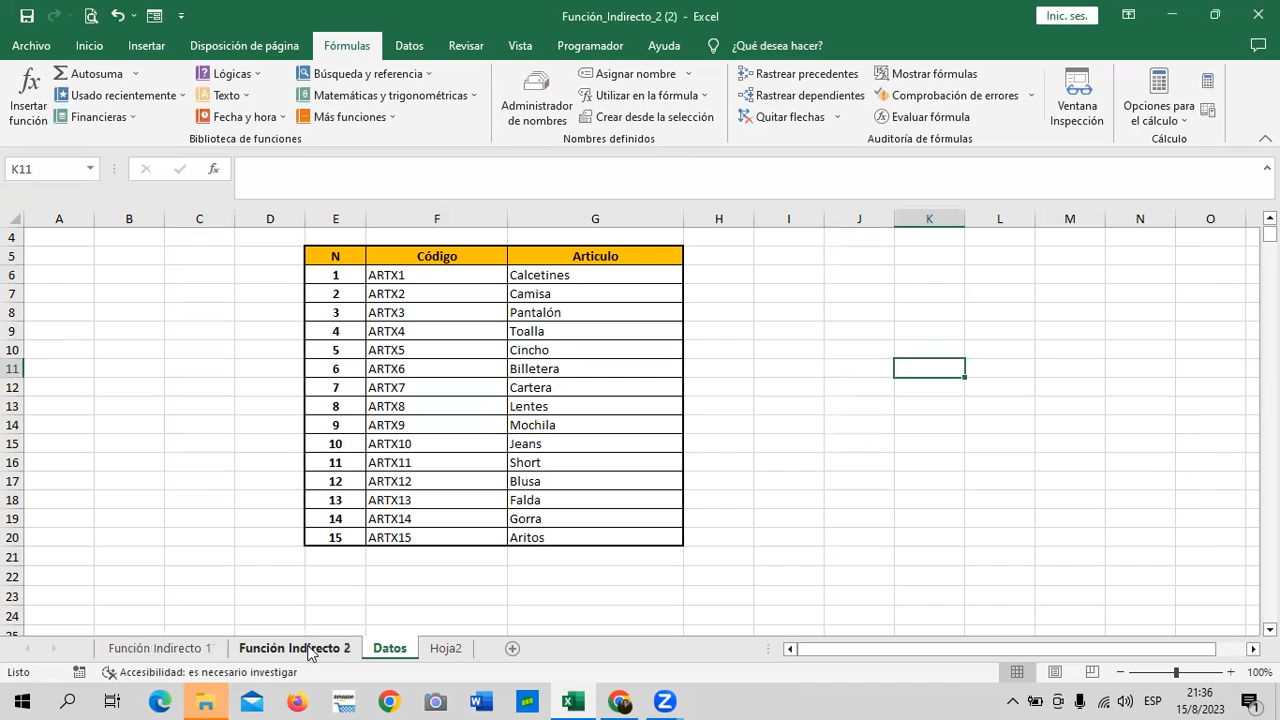 Función_Indirecto_2 (2) - Excel
Inic. ses.
Archivo Inicio Insertar Disposición de página Fórmulas Datos Revisar Vista Programador Ayuda ¿Qué desea hacer?
Insertar función
Autosuma
Usado recientemente
Financieras
Lógicas
Texto
Fecha y hora
Búsqueda y referencia
Matemáticas y trigonométricas
Más funciones
Biblioteca de funciones
Administrador de nombres
Asignar nombre
Utilizar en la fórmula
Crear desde la selección
Nombres definidos
Rastrear precedentes
Rastrear dependientes
Quitar flechas
Mostrar fórmulas
Comprobación de errores
Evaluar fórmula
Auditoría de fórmulas
Ventana Inspección
Opciones para el cálculo
Cálculo
K11
fx
A B C D E F G H I J K L M N O
4
5 N Código Articulo
6 1 ARTX1 Calcetines
7 2 ARTX2 Camisa
8 3 ARTX3 Pantalón
9 4 ARTX4 Toalla
10 5 ARTX5 Cincho
11 6 ARTX6 Billetera
12 7 ARTX7 Cartera
13 8 ARTX8 Lentes
14 9 ARTX9 Mochila
15 10 ARTX10 Jeans
16 11 ARTX11 Short
17 12 ARTX12 Blusa
18 13 ARTX13 Falda
19 14 ARTX14 Gorra
20 15 ARTX15 Aritos
21
22
23
24
25
Función Indirecto 1 Función Indirecto 2 Datos Hoja2
Listo Accesibilidad: es necesario investigar 100%
ESP 21:36
15/8/2023